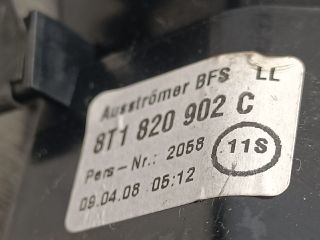 Ausströmer BFS LL
8T1 820 902 C
Pers-Nr.: 2058 11S
09.04.08 05:12